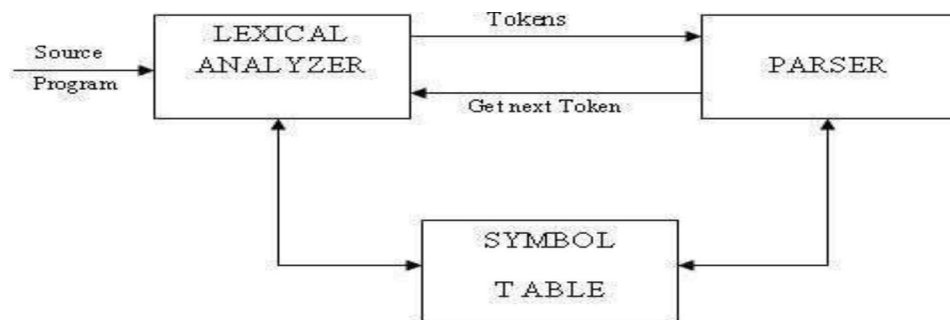 LEXICAL
ANALYZER
Source
Program
Tokens
Get next Token
PARSER
SYMBOL
TABLE